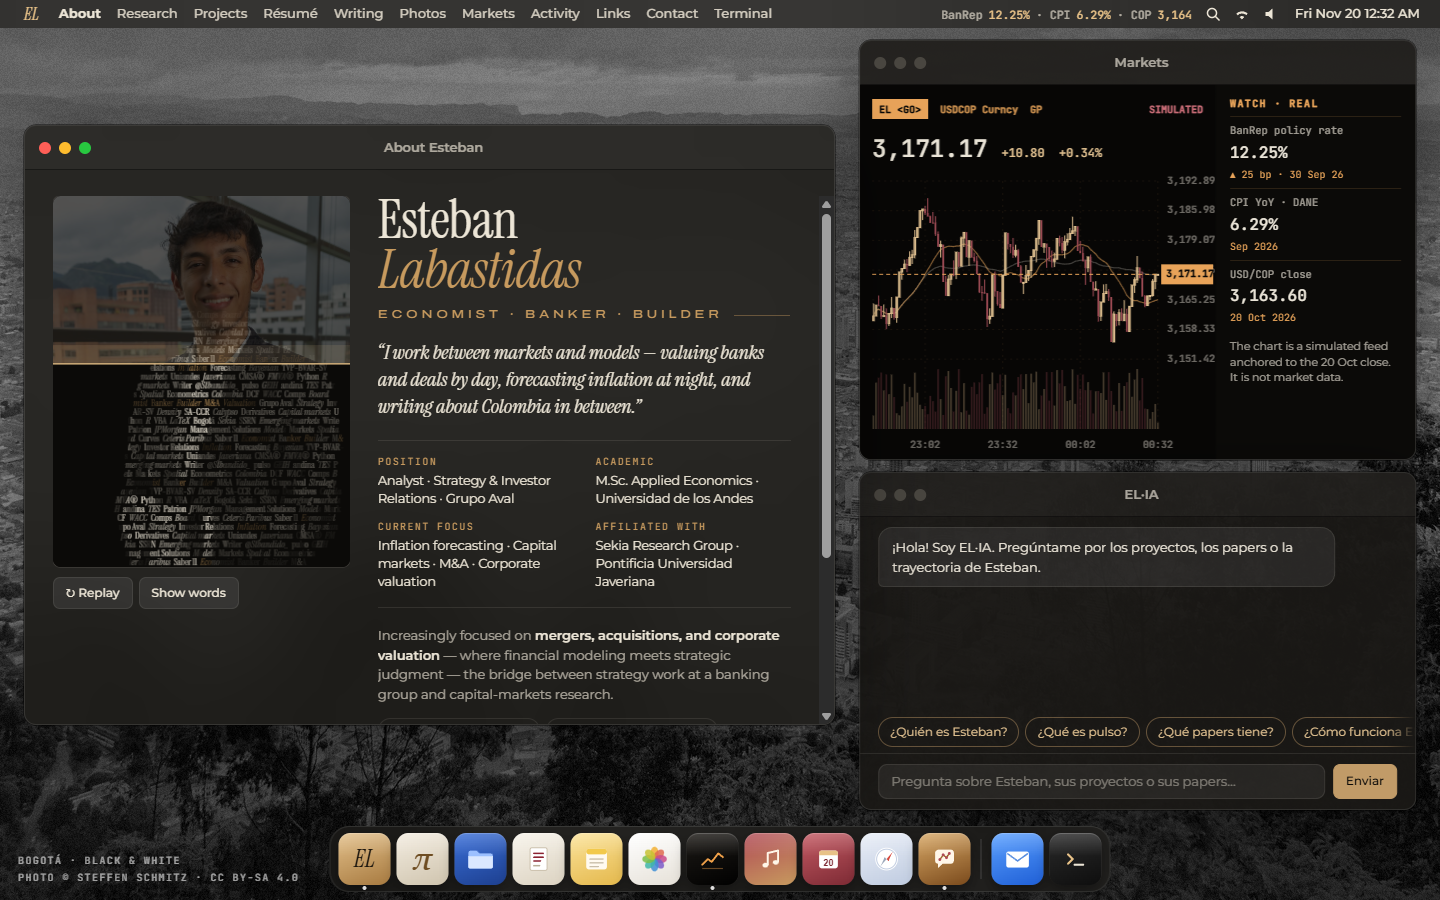 EL About Research Projects Résumé Writing Photos Markets Activity Links Contact Terminal
BanRep 12.25% · CPI 6.29% · COP 3,164
Fri Nov 20 12:32 AM
About Esteban
Esteban
Labastidas
ECONOMIST · BANKER · BUILDER
“I work between markets and models — valuing banks
and deals by day, forecasting inflation at night, and
writing about Colombia in between.”
POSITION
Analyst · Strategy & Investor
Relations · Grupo Aval
ACADEMIC
M.Sc. Applied Economics ·
Universidad de los Andes
CURRENT FOCUS
Inflation forecasting · Capital
markets · M&A · Corporate
valuation
AFFILIATED WITH
Sekia Research Group ·
Pontificia Universidad
Javeriana
Increasingly focused on mergers, acquisitions, and corporate
valuation — where financial modeling meets strategic
judgment — the bridge between strategy work at a banking
group and capital-markets research.
↻ Replay
Show words
Markets
EL <GO> USDCOP Curncy GP
SIMULATED
3,171.17 +10.80 +0.34%
3,192.89
3,185.98
3,179.07
3,171.17
3,165.25
3,158.33
3,151.42
23:02 23:32 00:02 00:32
WATCH · REAL
BanRep policy rate
12.25%
▲ 25 bp · 30 Sep 26
CPI YoY · DANE
6.29%
Sep 2026
USD/COP close
3,163.60
20 Oct 2026
The chart is a simulated feed
anchored to the 20 Oct close.
It is not market data.
EL·IA
¡Hola! Soy EL·IA. Pregúntame por los proyectos, los papers o la
trayectoria de Esteban.
¿Quién es Esteban?
¿Qué es pulso?
¿Qué papers tiene?
¿Cómo funciona E
Pregunta sobre Esteban, sus proyectos o sus papers…
Enviar
BOGOTÁ · BLACK & WHITE
PHOTO © STEFFEN SCHMITZ · CC BY-SA 4.0
EL
π
20